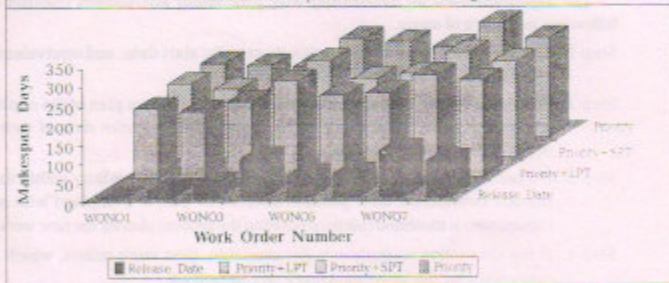 Makespan Days
350
300
250
200
150
100
50
0
WONO1
WONO3
WONO6
WONO7
Priority
Priority+SPT
Priority+LPT
Release Date
Work Order Number
Release Date
Priority+LPT
Priority+SPT
Priority